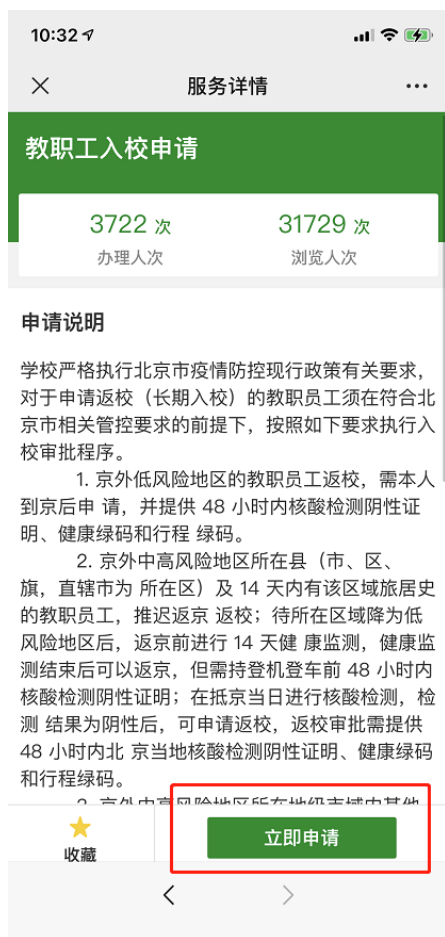 10:32
服务详情
教职工入校申请
3722 次
31729 次
办理人次
浏览人次
申请说明
学校严格执行北京市疫情防控现行政策有关要求，
对于申请返校（长期入校）的教职员工须在符合北
京市相关管控要求的前提下，按照如下要求执行入
校审批程序。
1. 京外低风险地区的教职员工返校，需本人
到京后申 请，并提供 48 小时内核酸检测阴性证
明、健康绿码和行程 绿码。
2. 京外中高风险地区所在县（市、区、
旗，直辖市为 所在区）及 14 天内有该区域旅居史
的教职员工，推迟返京 返校；待所在区域降为低
风险地区后，返京前进行 14 天健 康监测，健康监
测结束后可以返京，但需持登机登车前 48 小时内
核酸检测阴性证明；在抵京当日进行核酸检测，检
测 结果为阴性后，可申请返校，返校审批需提供
48 小时内北 京当地核酸检测阴性证明、健康绿码
和行程绿码。
收藏
立即申请